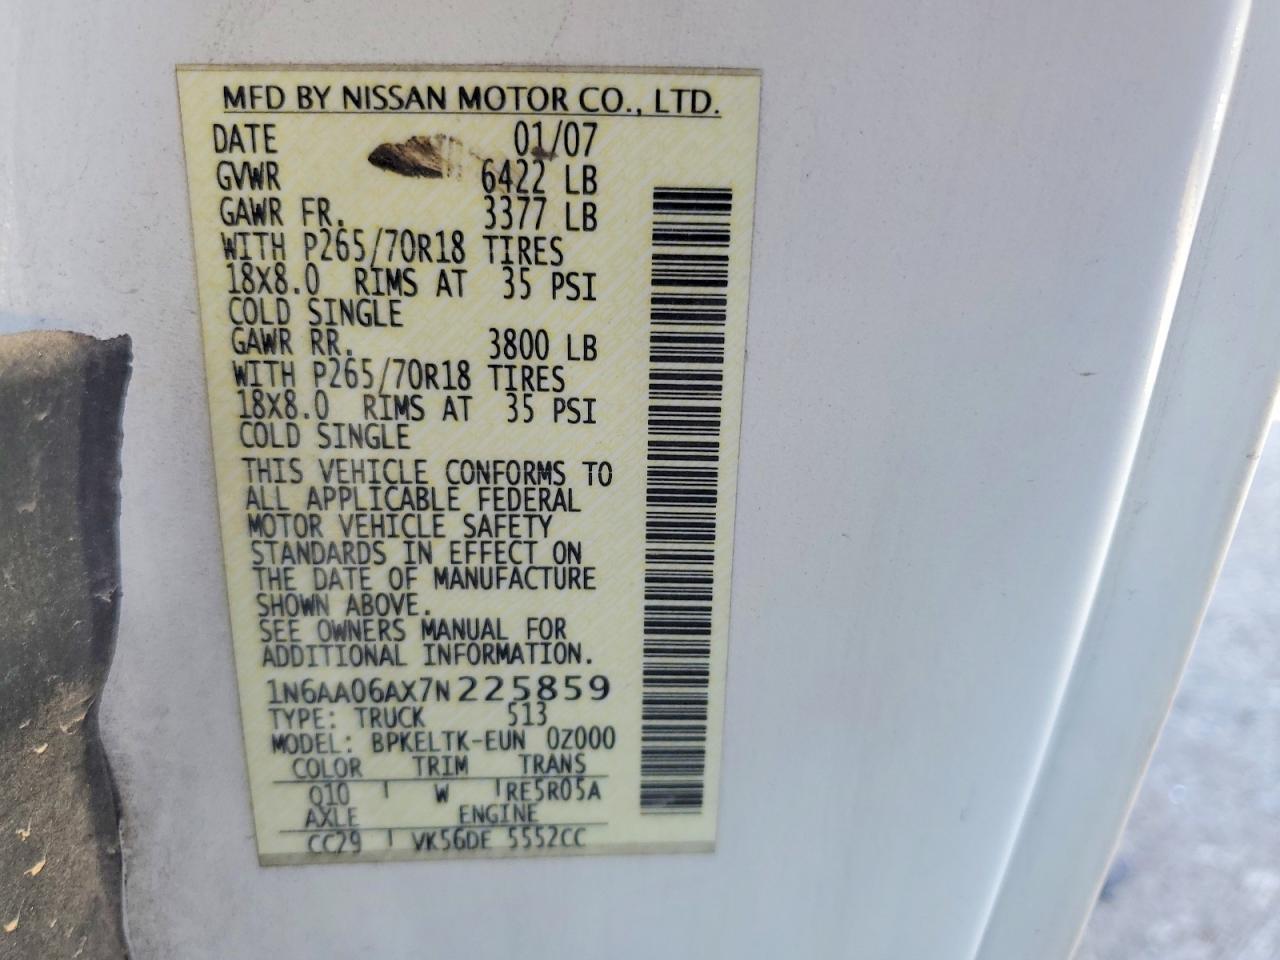 MFD BY NISSAN MOTOR CO., LTD.
DATE 01/07
GVWR 6422 LB
GAWR FR. 3377 LB
WITH P265/70R18 TIRES
18X8.0 RIMS AT 35 PSI
COLD SINGLE
GAWR RR. 3800 LB
WITH P265/70R18 TIRES
18X8.0 RIMS AT 35 PSI
COLD SINGLE
THIS VEHICLE CONFORMS TO
ALL APPLICABLE FEDERAL
MOTOR VEHICLE SAFETY
STANDARDS IN EFFECT ON
THE DATE OF MANUFACTURE
SHOWN ABOVE.
SEE OWNERS MANUAL FOR
ADDITIONAL INFORMATION.
1N6AA06AX7N225859
TYPE: TRUCK 513
MODEL: BPKELTK-EUN 0Z000
COLOR TRIM TRANS
Q10 W RE5R05A
AXLE ENGINE
CC29 VK56DE 5552CC